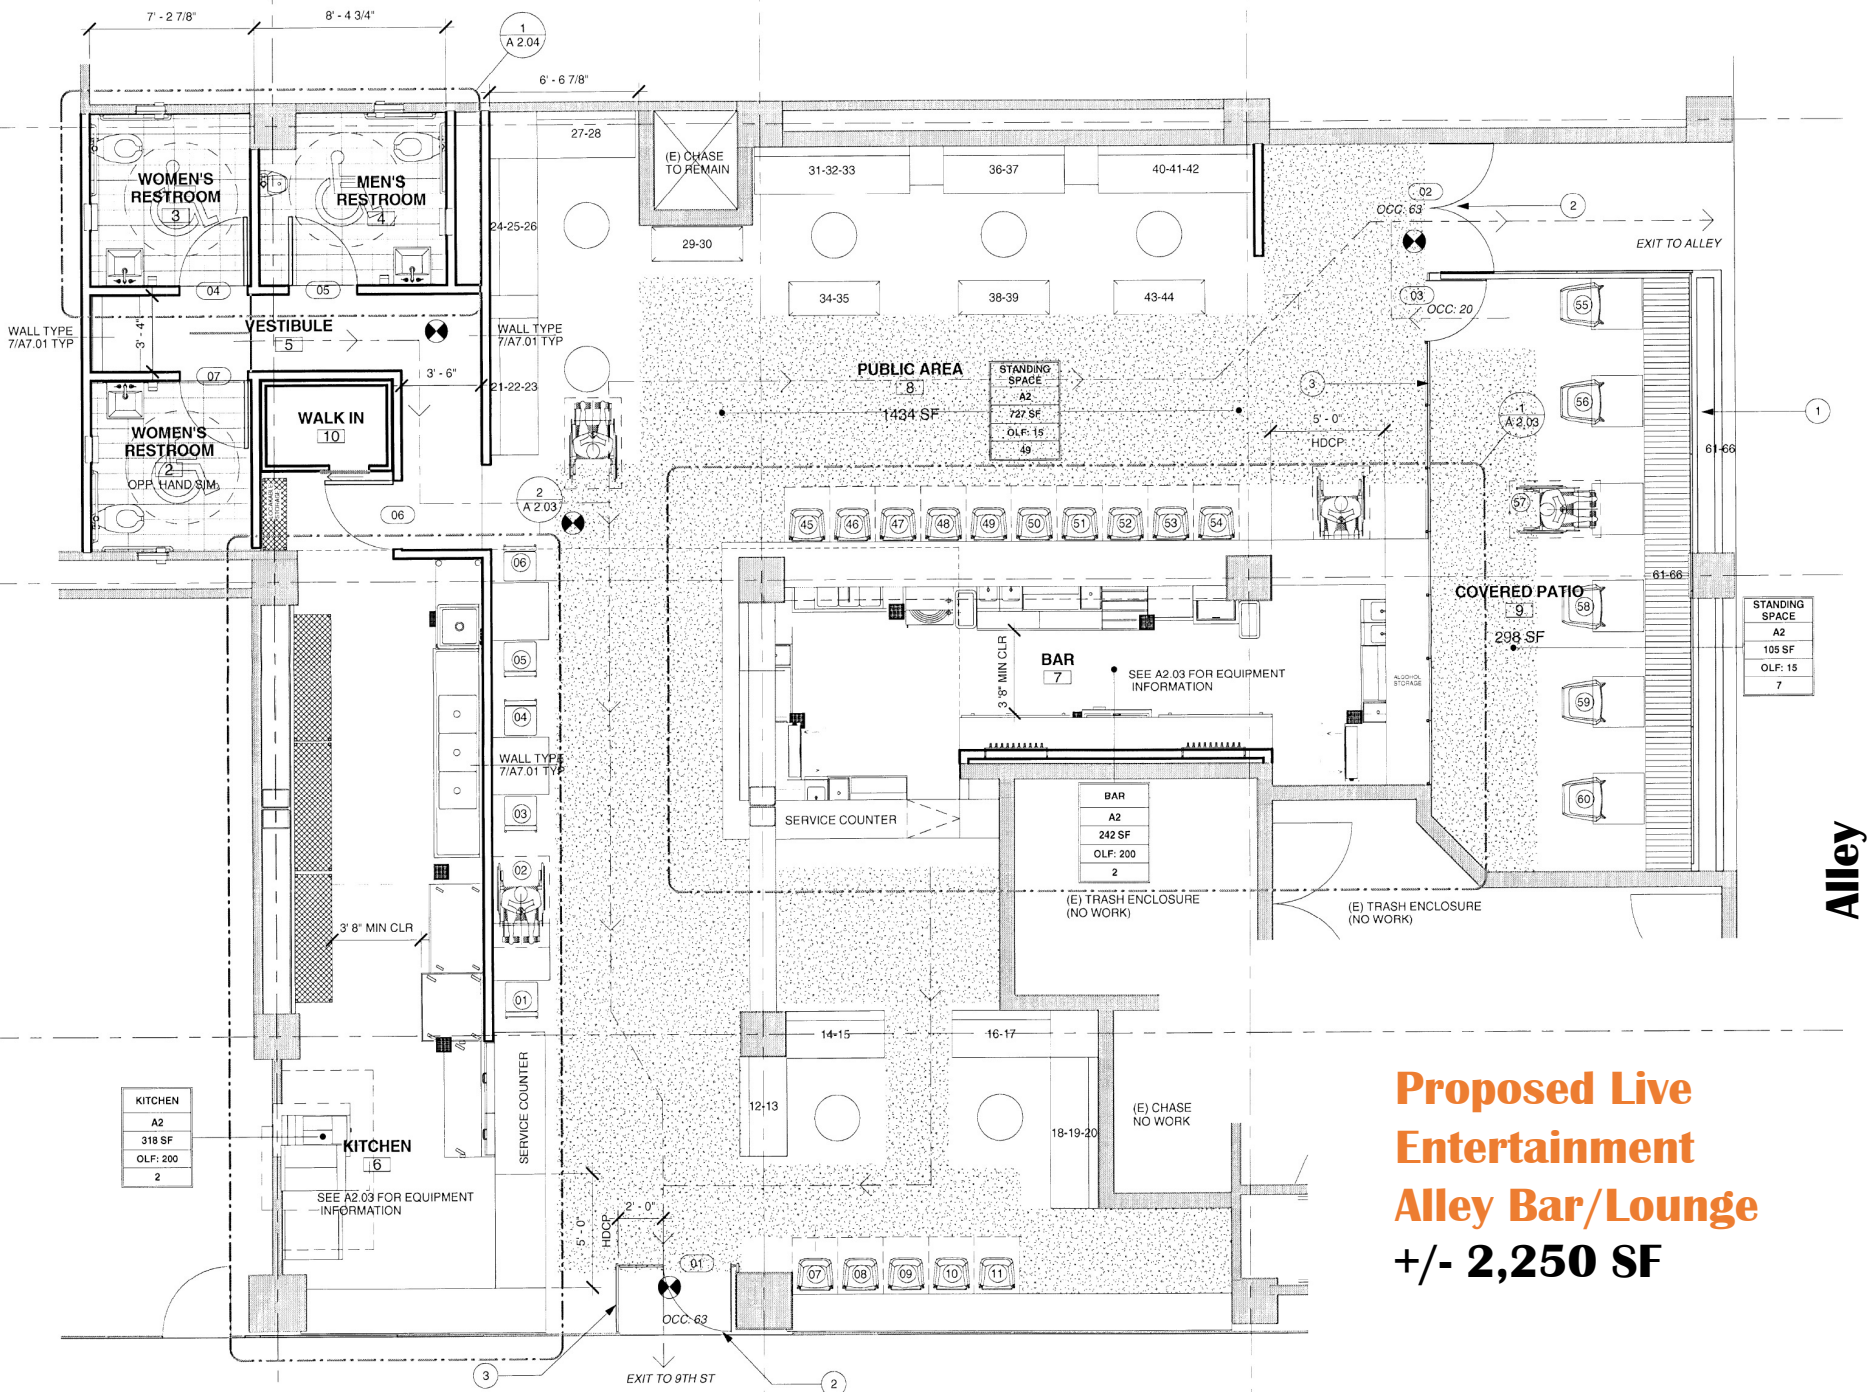 7' - 2 7/8"
8' - 4 3/4"
1
A 2.04
6' - 6 7/8"
27-28
(E) CHASE
TO REMAIN
31-32-33
36-37
40-41-42
WOMEN'S
RESTROOM
3
MEN'S
RESTROOM
4
02
OCC: 63
2
24-25-26
29-30
EXIT TO ALLEY
04
05
34-35
38-39
43-44
03
OCC: 20
55
WALL TYPE
7/A7.01 TYP
3' - 4"
VESTIBULE
5
WALL TYPE
7/A7.01 TYP
07
3' - 6"
21-22-23
PUBLIC AREA
8
1434 SF
STANDING
SPACE
A2
727 SF
OLF: 15
49
3
5' - 0"
HDCP
1
A 2.03
56
1
WALK IN
10
WOMEN'S
RESTROOM
2
OPP. HAND SIM.
61-66
2
A 2.03
06
45
46
47
48
49
50
51
52
53
54
57
06
61-66
COVERED PATIO
9
298 SF
58
STANDING
SPACE
A2
105 SF
OLF: 15
7
05
3 '8" MIN CLR
BAR
7
SEE A2.03 FOR EQUIPMENT
INFORMATION
ALCOHOL
STORAGE
04
59
WALL TYPE
7/A7.01 TYP
03
SERVICE COUNTER
BAR
A2
242 SF
OLF: 200
2
60
02
(E) TRASH ENCLOSURE
(NO WORK)
(E) TRASH ENCLOSURE
(NO WORK)
Alley
3' 8" MIN CLR
01
14-15
16-17
SERVICE COUNTER
12-13
18-19-20
(E) CHASE
NO WORK
KITCHEN
A2
318 SF
OLF: 200
2
KITCHEN
6
SEE A2.03 FOR EQUIPMENT
INFORMATION
5' - 0"
HDCP
2' - 0"
01
07
08
09
10
11
OCC: 63
3
EXIT TO 9TH ST
2
Proposed Live
Entertainment
Alley Bar/Lounge
+/- 2,250 SF